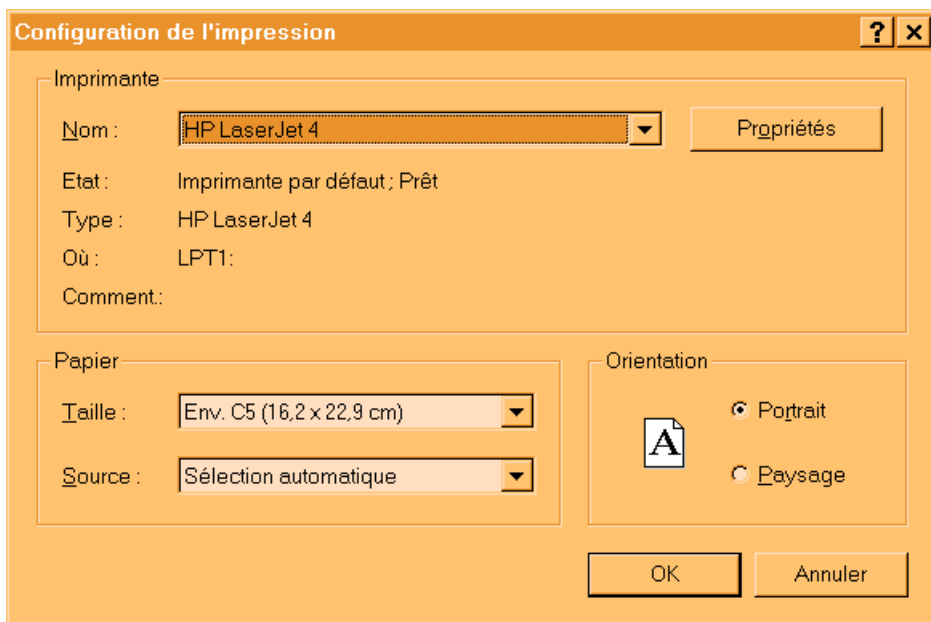 Configuration de l'impression
Imprimante
Nom : HP LaserJet 4 Propriétés
Etat : Imprimante par défaut ; Prêt
Type : HP LaserJet 4
Où : LPT1:
Comment.:
Papier
Taille : Env. C5 (16,2 x 22,9 cm)
Source : Sélection automatique
Orientation
A
Portrait
Paysage
OK Annuler